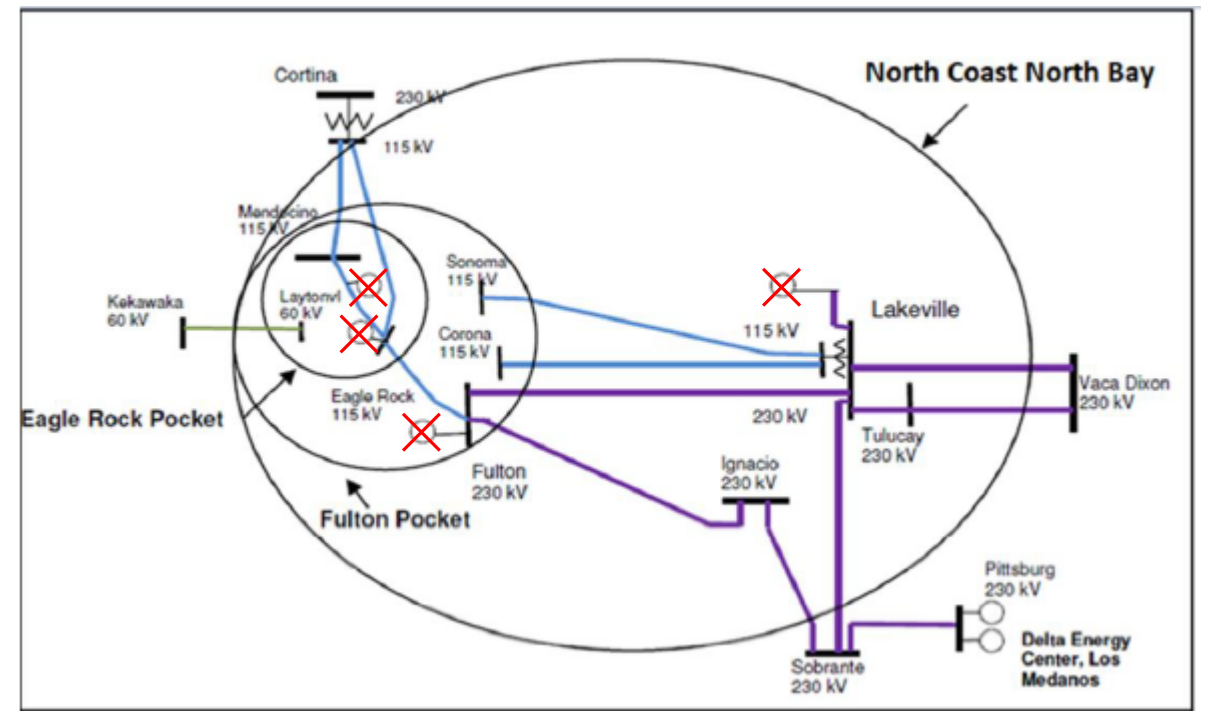 North Coast North Bay
Cortina
230 kV
115 kV
Mendocino
115 kV
Sonoma
115 kV
Kekawaka
60 kV
Laytonvl
60 kV
Corona
115 kV
115 kV
Lakeville
Eagle Rock
115 kV
Eagle Rock Pocket
230 kV
Vaca Dixon
230 kV
Tulucay
230 kV
Fulton
230 kV
Ignacio
230 kV
Fulton Pocket
Pittsburg
230 kV
Delta Energy
Center, Los
Medanos
Sobrante
230 kV